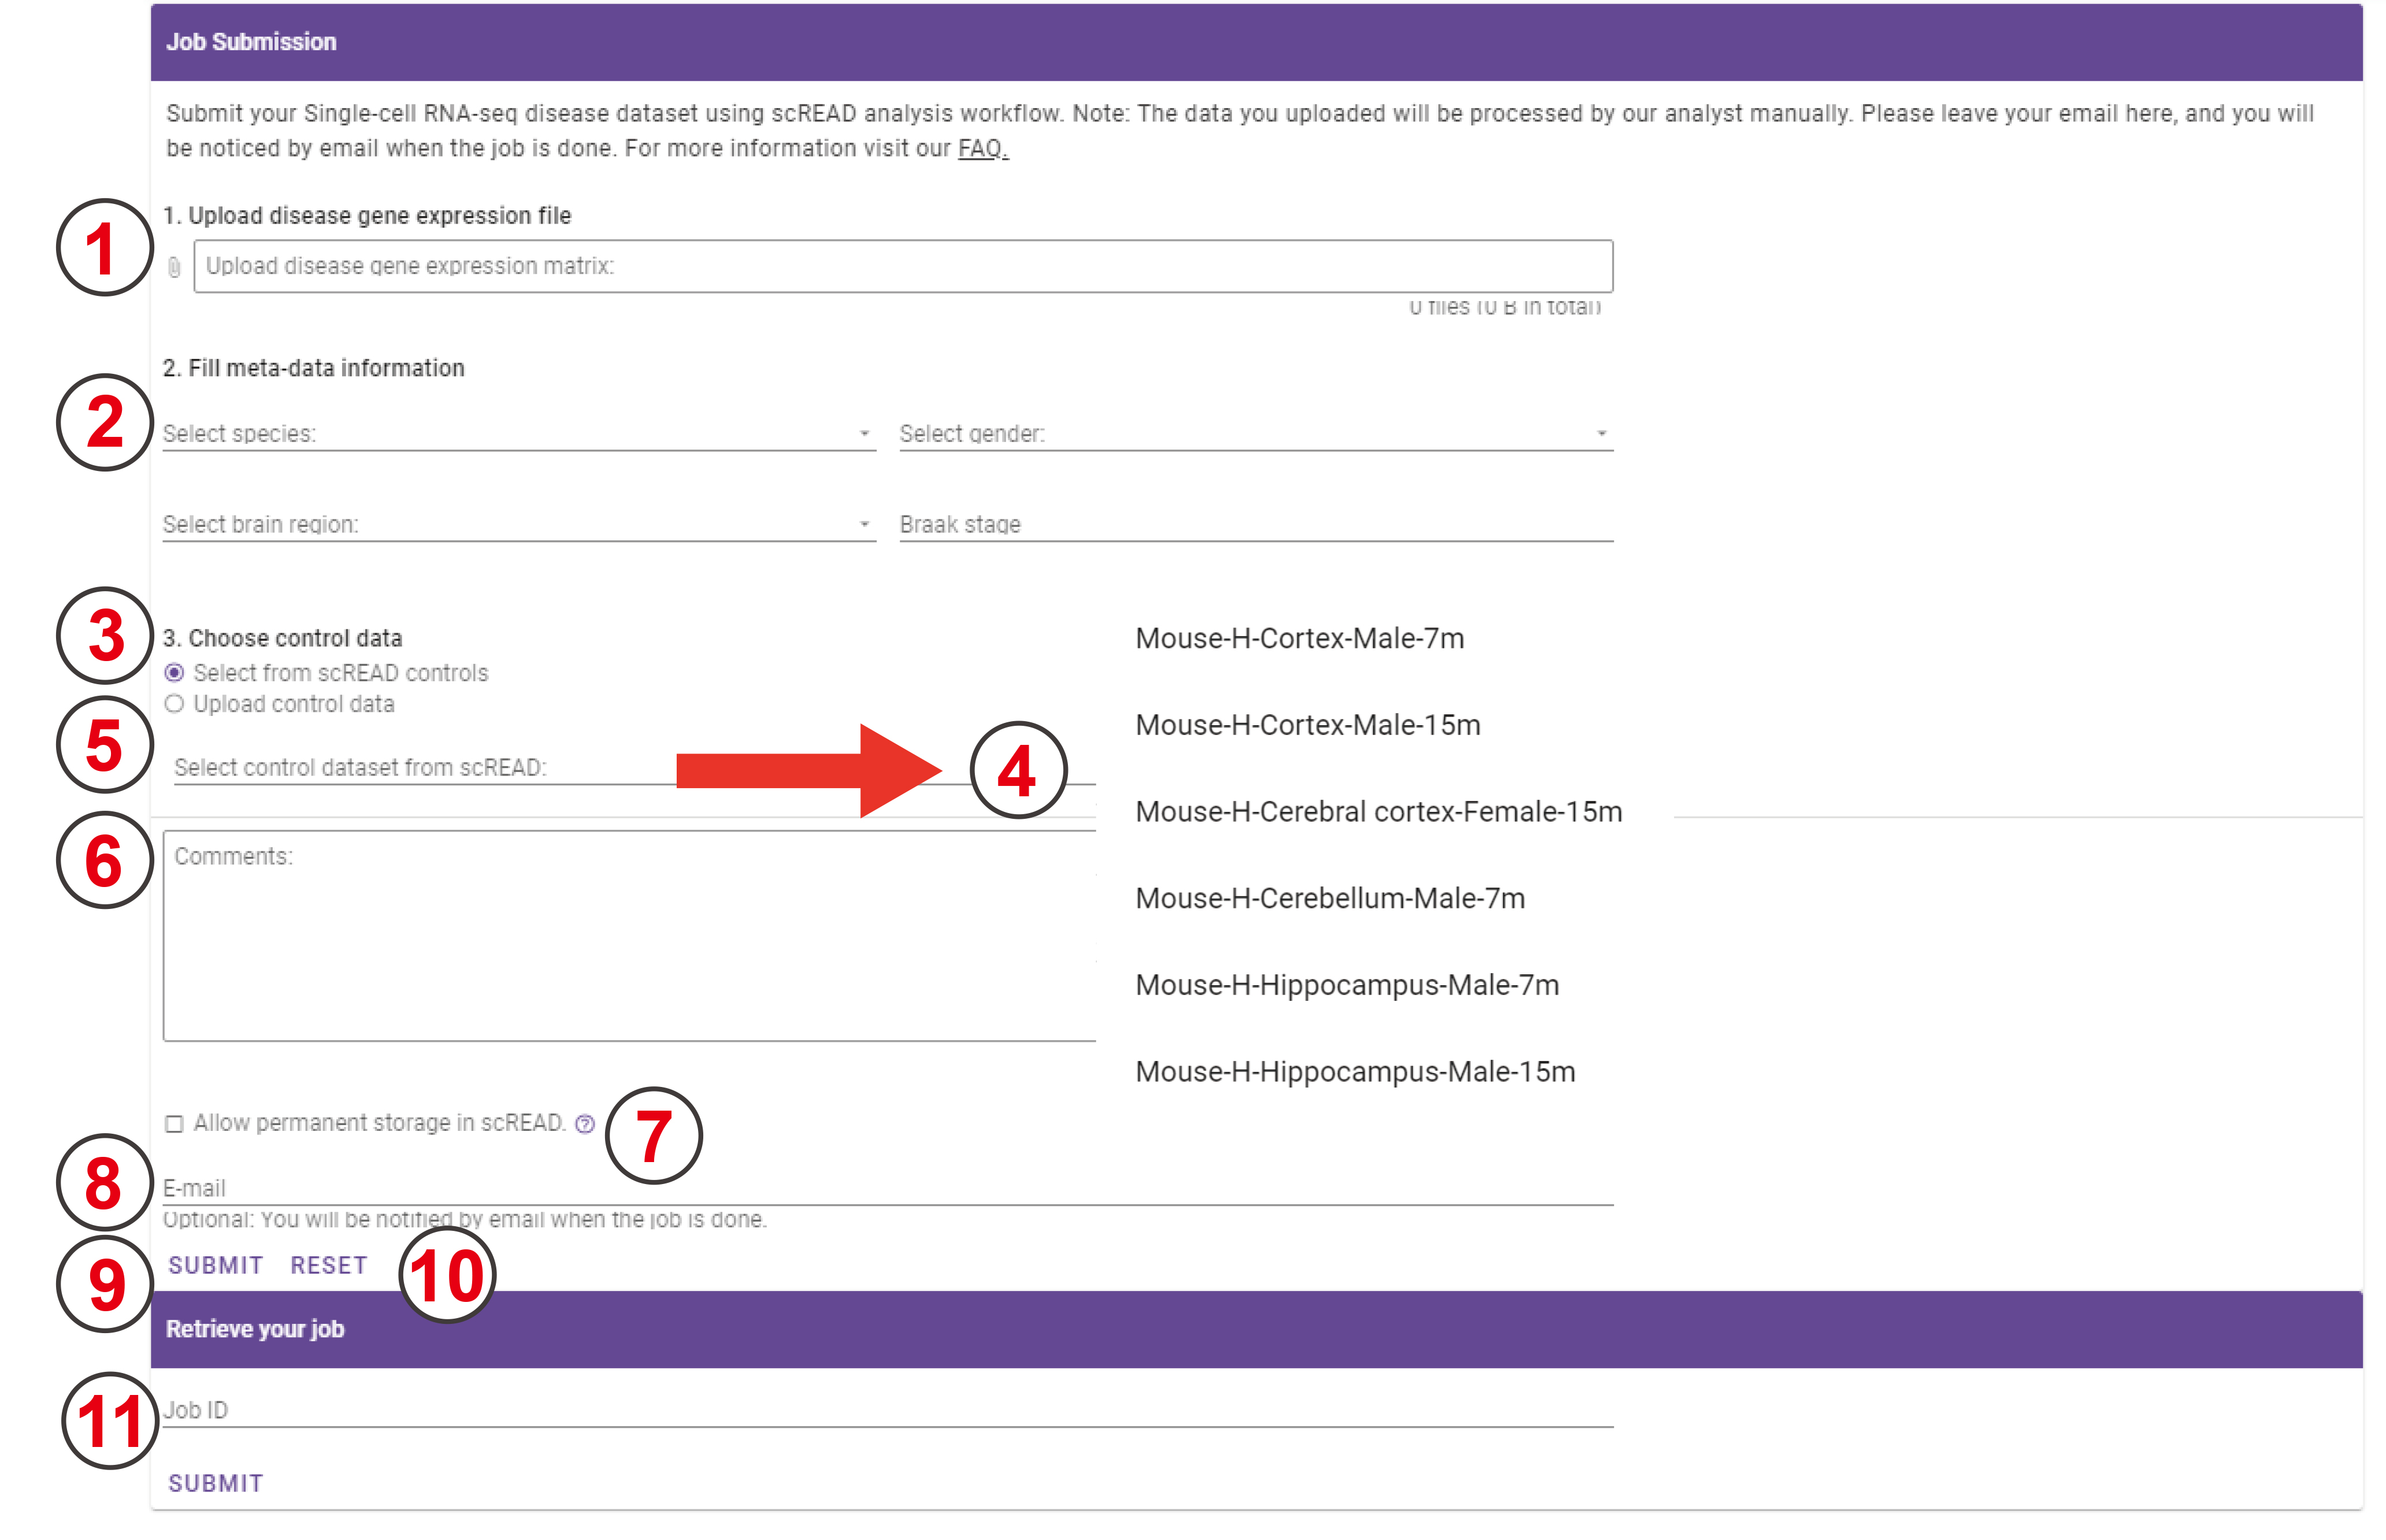 Job Submission
Submit your Single-cell RNA-seq disease dataset using scREAD analysis workflow. Note: The data you uploaded will be processed by our analyst manually. Please leave your email here, and you will
be noticed by email when the job is done. For more information visit our FAQ.
1. Upload disease gene expression file
1
Upload disease gene expression matrix:
0 files (0 B in total)
2. Fill meta-data information
2
Select species:
Select gender:
Select brain region:
Braak stage
3
3. Choose control data
Select from scREAD controls
Upload control data
5
Select control dataset from scREAD:
4
Mouse-H-Cortex-Male-7m
Mouse-H-Cortex-Male-15m
Mouse-H-Cerebral cortex-Female-15m
Mouse-H-Cerebellum-Male-7m
Mouse-H-Hippocampus-Male-7m
Mouse-H-Hippocampus-Male-15m
6
Comments:
Allow permanent storage in scREAD. ?
7
8
E-mail
Optional: You will be notified by email when the job is done.
9
SUBMIT RESET
10
Retrieve your job
11
Job ID
SUBMIT